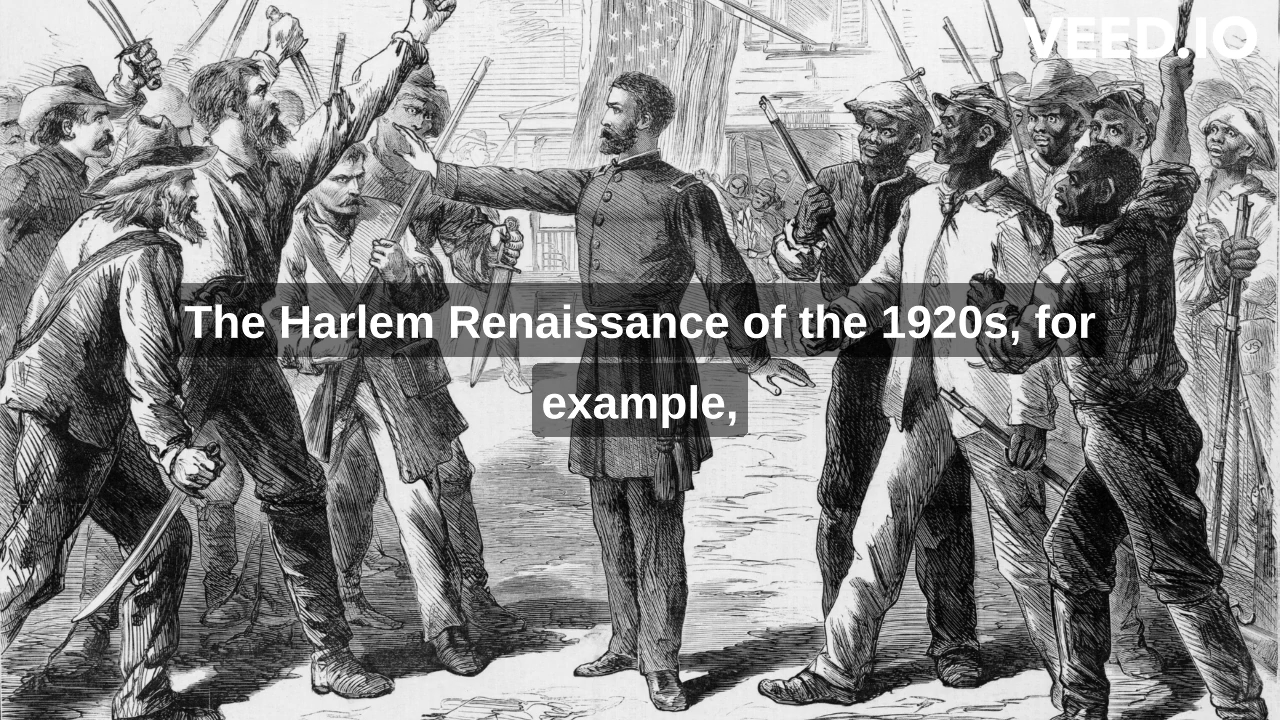 VEED.IO
The Harlem Renaissance of the 1920s, for
example,